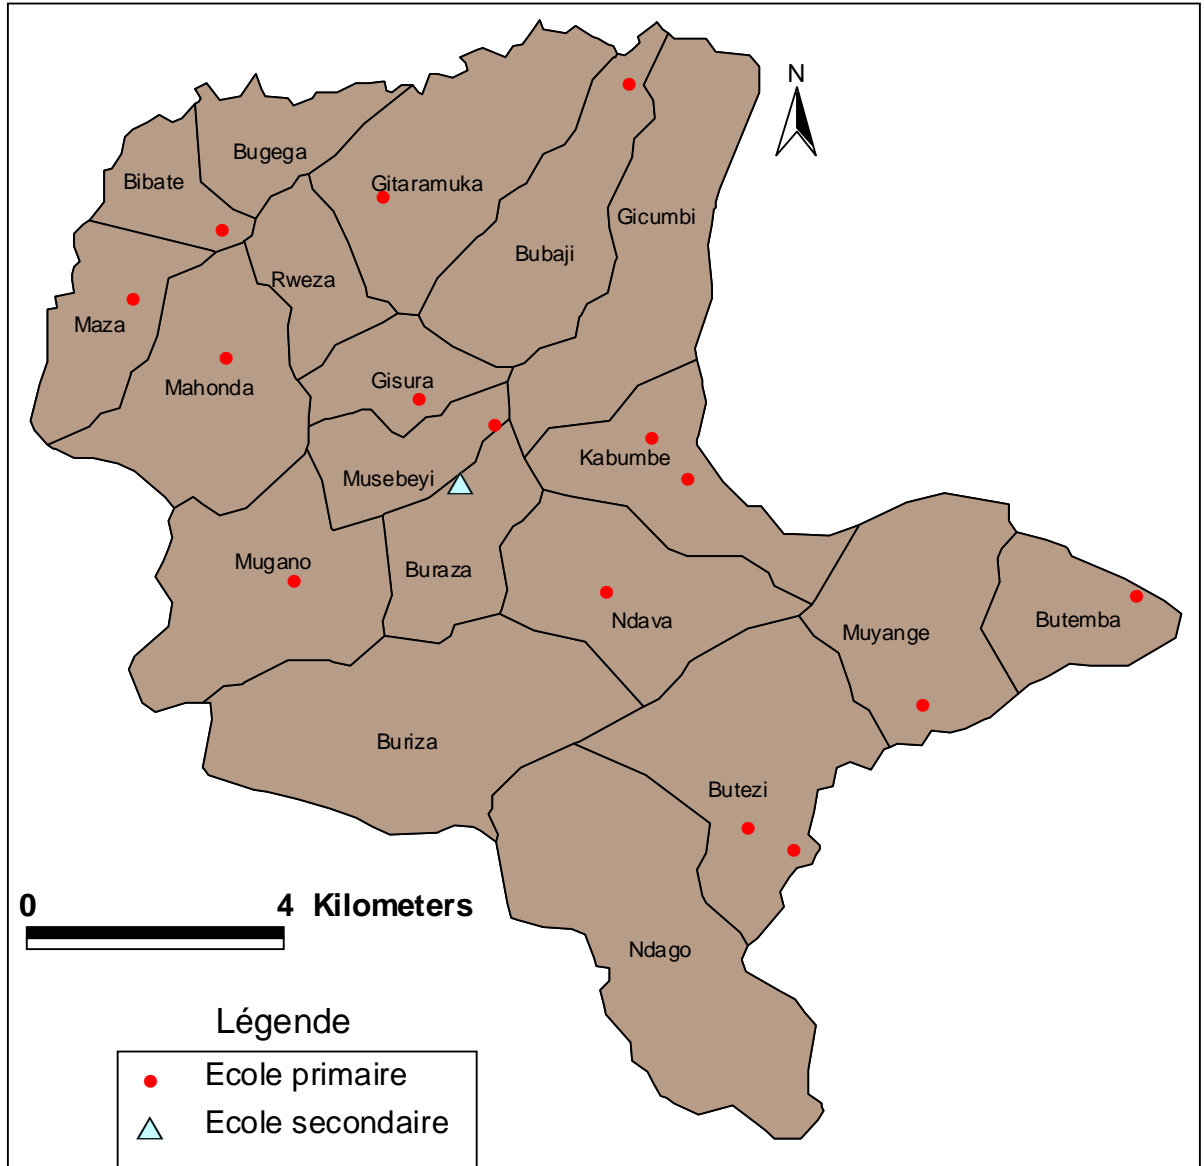 N
Bugega
Bibate
Gitaramuka
Gicumbi
Bubaji
Rweza
Maza
Gisura
Mahonda
Kabumbe
Musebeyi
Mugano
Buraza
Ndava
Butemba
Muyange
Buriza
Butezi
0 4 Kilometers
Ndago
Légende
Ecole primaire
Ecole secondaire